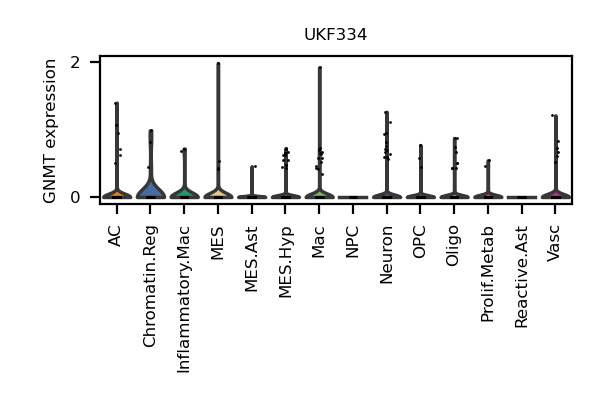 UKF334
GNMT expression
2
0
AC
Chromatin.Reg
Inflammatory.Mac
MES
MES.Ast
MES.Hyp
Mac
NPC
Neuron
OPC
Oligo
Prolif.Metab
Reactive.Ast
Vasc